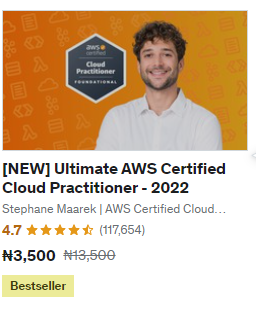 aws
certified
Cloud
Practitioner
FOUNDATIONAL
[NEW] Ultimate AWS Certified
Cloud Practitioner - 2022
Stephane Maarek | AWS Certified Cloud…
4.7 (117,654)
₦3,500 ₦13,500
Bestseller